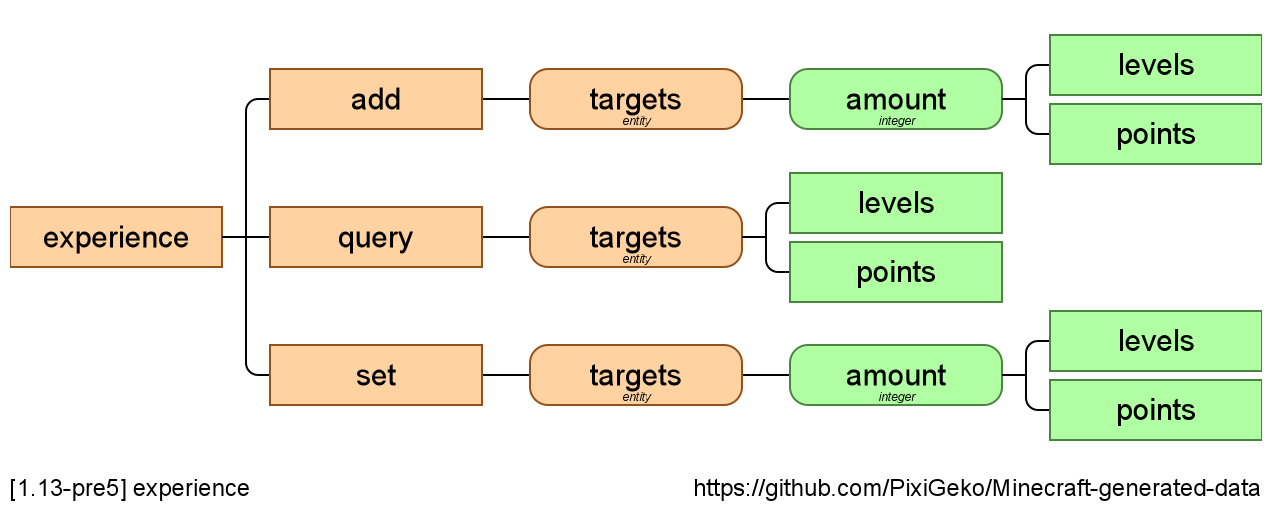 levels
add
targets
entity
amount
integer
points
levels
experience
query
targets
entity
points
levels
set
targets
entity
amount
integer
points
[1.13-pre5] experience
https://github.com/PixiGeko/Minecraft-generated-data